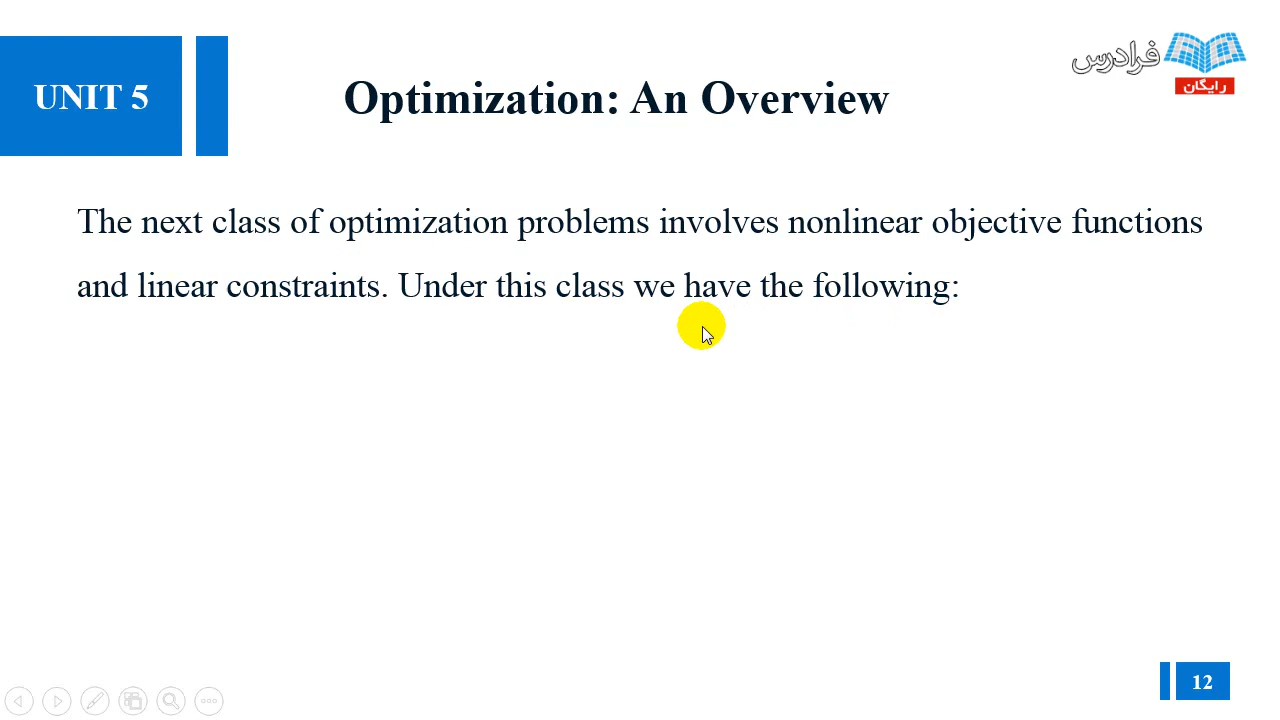 UNIT 5
Optimization: An Overview
فرادرس
رایگان
The next class of optimization problems involves nonlinear objective functions
and linear constraints. Under this class we have the following:
12